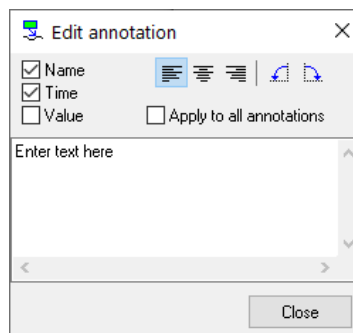 Edit annotation
Name
Time
Value
Apply to all annotations
Enter text here
Close